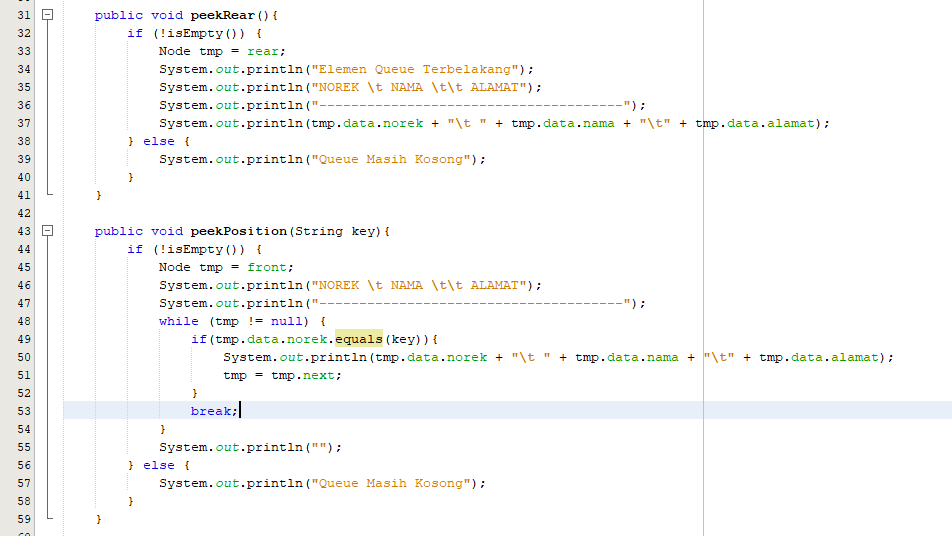 31 public void peekRear(){
32 if (!isEmpty()) {
33 Node tmp = rear;
34 System.out.println("Elemen Queue Terbelakang");
35 System.out.println("NOREK \t NAMA \t\t ALAMAT");
36 System.out.println("--------------------------------------");
37 System.out.println(tmp.data.norek + "\t " + tmp.data.nama + "\t" + tmp.data.alamat);
38 } else {
39 System.out.println("Queue Masih Kosong");
40 }
41 }
42
43 public void peekPosition(String key){
44 if (!isEmpty()) {
45 Node tmp = front;
46 System.out.println("NOREK \t NAMA \t\t ALAMAT");
47 System.out.println("--------------------------------------");
48 while (tmp != null) {
49 if(tmp.data.norek.equals(key)){
50 System.out.println(tmp.data.norek + "\t " + tmp.data.nama + "\t" + tmp.data.alamat);
51 tmp = tmp.next;
52 }
53 break;
54 }
55 System.out.println("");
56 } else {
57 System.out.println("Queue Masih Kosong");
58 }
59 }